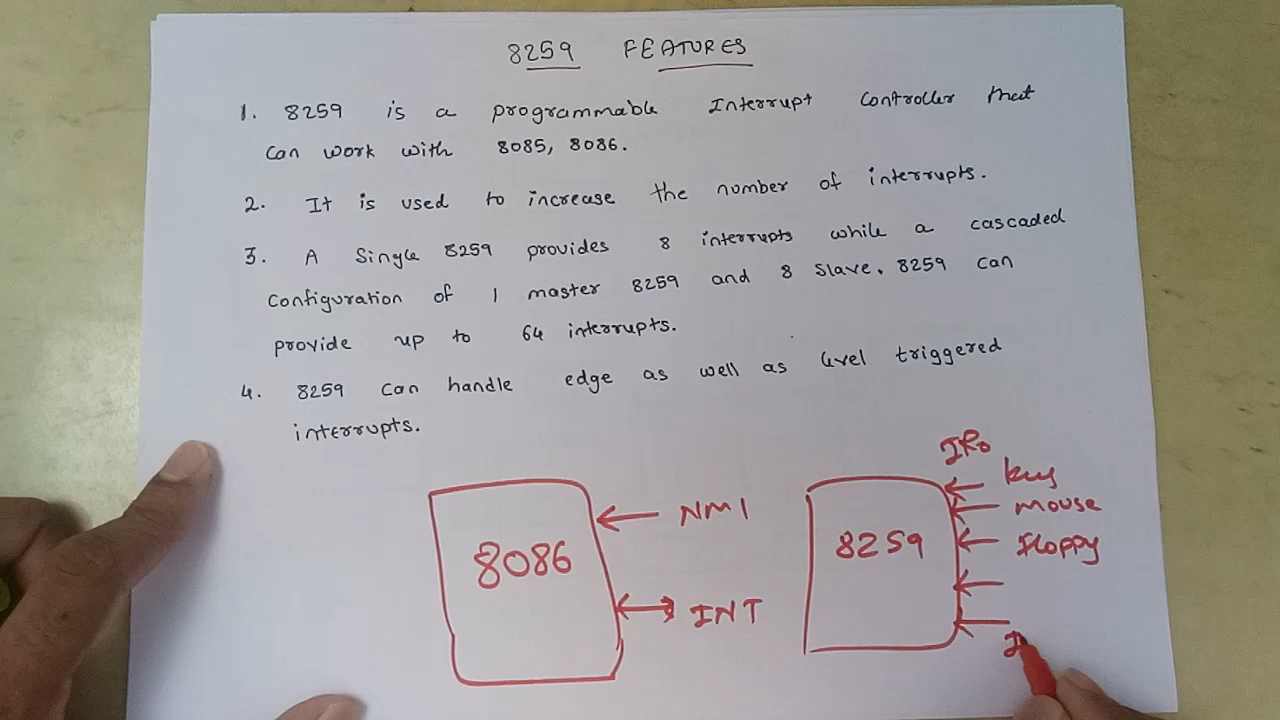 8259 FEATURES
1. 8259 is a programmable Interrupt Controller that
can work with 8085, 8086.
2. It is used to increase the number of interrupts.
3. A Single 8259 provides 8 interrupts while a cascaded
Configuration of 1 master 8259 and 8 Slave. 8259 can
provide up to 64 interrupts.
4. 8259 can handle edge as well as level triggered
interrupts.
8086
NMI
INT
8259
IR0
key
mouse
floppy
I